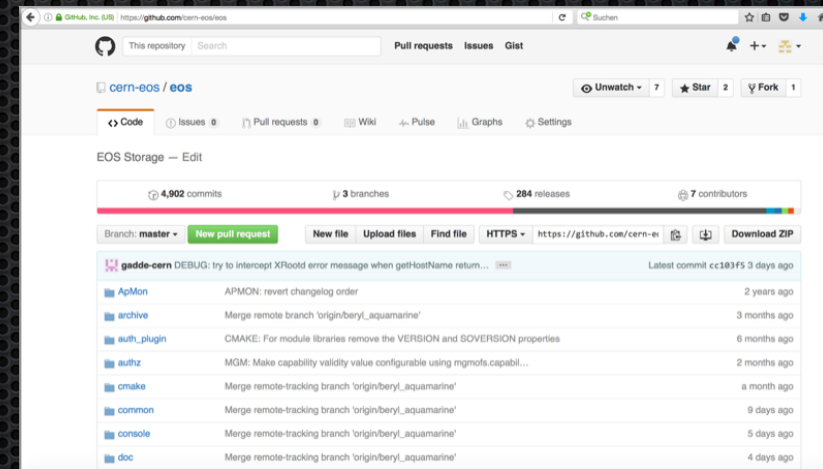 GitHub, Inc. (US) https://github.com/cern-eos/eos Suchen
This repository Search Pull requests Issues Gist
cern-eos / eos Unwatch 7 Star 2 Fork 1
Code Issues 0 Pull requests 0 Wiki Pulse Graphs Settings
EOS Storage — Edit
4,902 commits 3 branches 284 releases 7 contributors
Branch: master New pull request New file Upload files Find file HTTPS https://github.com/cern-eo Download ZIP
gadde-cern DEBUG: try to intercept XRootd error message when getHostName return… Latest commit cc103f5 3 days ago
ApMon APMON: revert changelog order 2 years ago
archive Merge remote branch 'origin/beryl_aquamarine' 3 months ago
auth_plugin CMAKE: For module libraries remove the VERSION and SOVERSION properties 6 months ago
authz MGM: Make capability validity value configurable using mgmofs.capabil… 2 months ago
cmake Merge remote-tracking branch 'origin/beryl_aquamarine' a month ago
common Merge remote-tracking branch 'origin/beryl_aquamarine' 9 days ago
console Merge remote-tracking branch 'origin/beryl_aquamarine' 5 days ago
doc Merge remote-tracking branch 'origin/beryl_aquamarine' 4 days ago